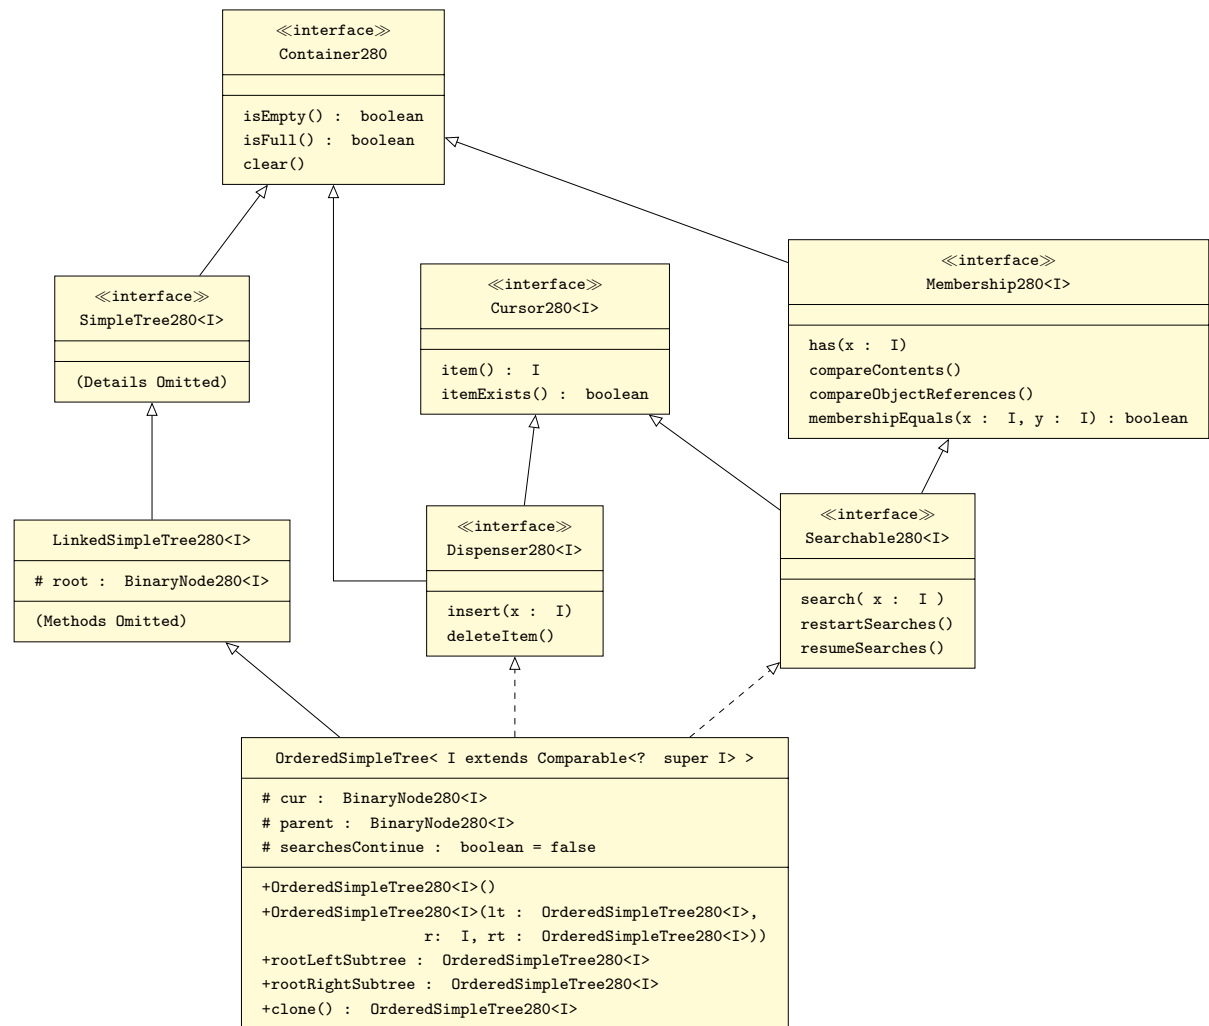 ≪interface≫
Container280
isEmpty() : boolean
isFull() : boolean
clear()
≪interface≫
SimpleTree280<I>
(Details Omitted)
≪interface≫
Cursor280<I>
item() : I
itemExists() : boolean
≪interface≫
Membership280<I>
has(x : I)
compareContents()
compareObjectReferences()
membershipEquals(x : I, y : I) : boolean
LinkedSimpleTree280<I>
# root : BinaryNode280<I>
(Methods Omitted)
≪interface≫
Dispenser280<I>
insert(x : I)
deleteItem()
≪interface≫
Searchable280<I>
search( x : I )
restartSearches()
resumeSearches()
OrderedSimpleTree< I extends Comparable<? super I> >
# cur : BinaryNode280<I>
# parent : BinaryNode280<I>
# searchesContinue : boolean = false
+OrderedSimpleTree280<I>()
+OrderedSimpleTree280<I>(lt : OrderedSimpleTree280<I>,
r: I, rt : OrderedSimpleTree280<I>))
+rootLeftSubtree : OrderedSimpleTree280<I>
+rootRightSubtree : OrderedSimpleTree280<I>
+clone() : OrderedSimpleTree280<I>